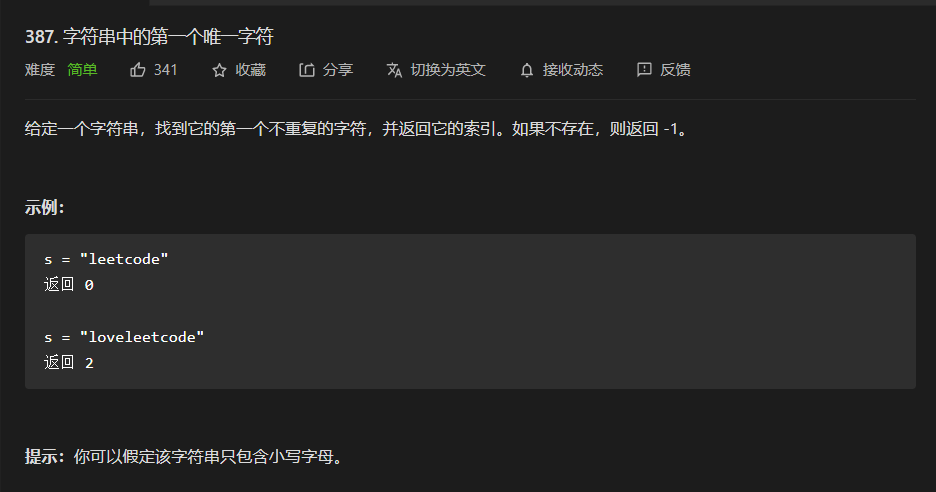 387. 字符串中的第一个唯一字符
难度 简单 341 收藏 分享 切换为英文 接收动态 反馈
给定一个字符串，找到它的第一个不重复的字符，并返回它的索引。如果不存在，则返回 -1。
示例：
s = "leetcode"
返回 0
s = "loveleetcode"
返回 2
提示：你可以假定该字符串只包含小写字母。